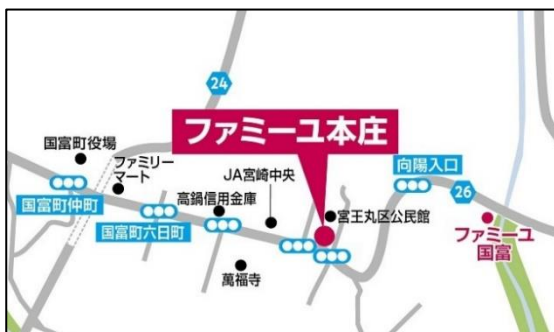 24
ファミーユ本庄
国富町役場
ファミリー
マート
JA宮崎中央
向陽入口
高鍋信用金庫
26
国富町仲町
宮王丸区公民館
国富町六日町
ファミーユ
国富
萬福寺